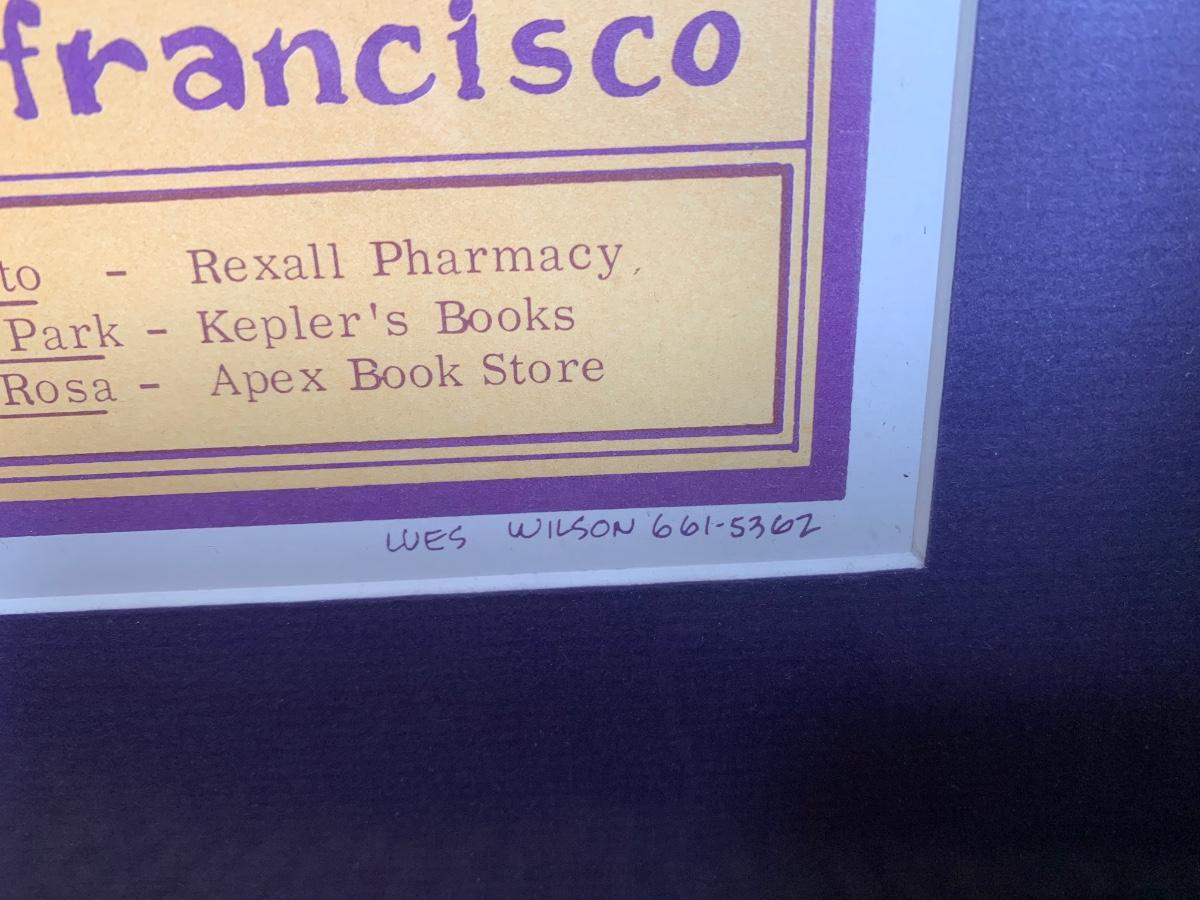 francisco
to - Rexall Pharmacy
Park - Kepler's Books
Rosa - Apex Book Store
WES WILSON 661-5362